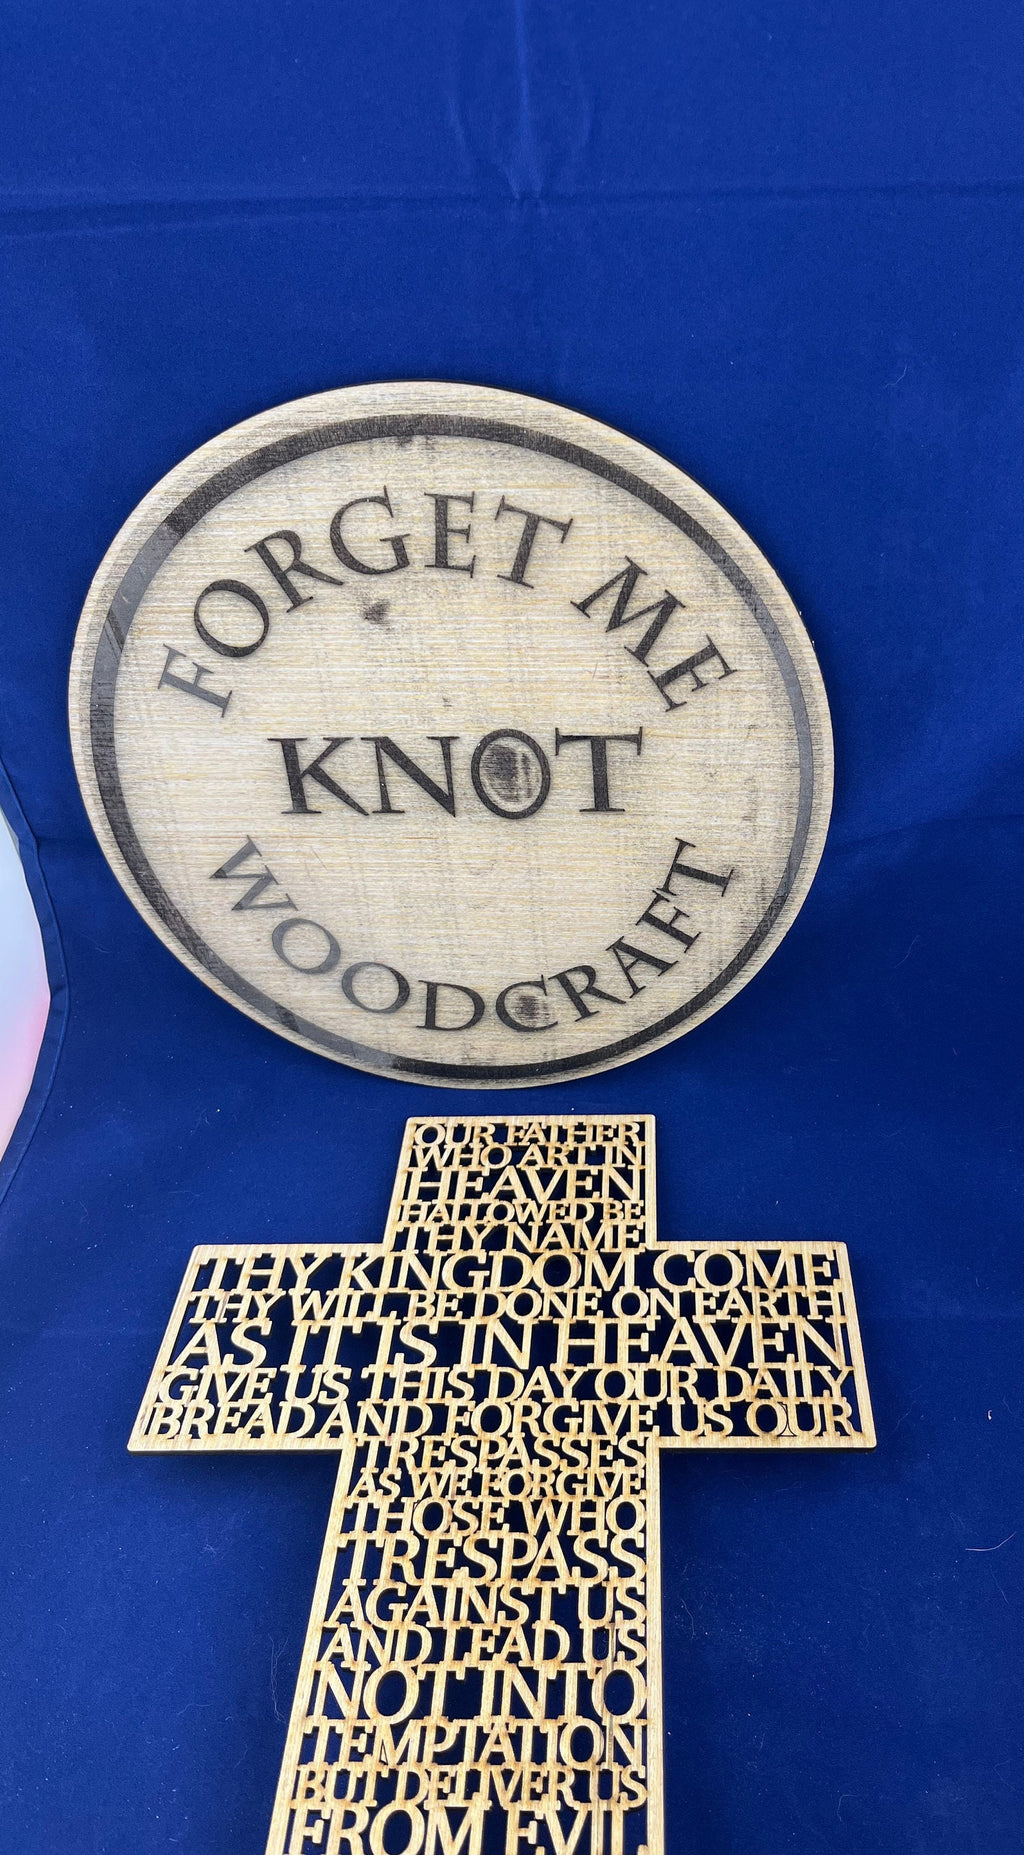 FORGET ME
KNOT
WOODCRAFT
OUR FATHER
WHO ART IN
HEAVEN
HALLOWED BE
THY NAME
THY KINGDOM COME
THY WILL BE DONE ON EARTH
AS IT IS IN HEAVEN
GIVE US THIS DAY OUR DAILY
BREAD AND FORGIVE US OUR
TRESPASSES
AS WE FORGIVE
THOSE WHO
TRESPASS
AGAINST US
AND LEAD US
NOT INTO
TEMPTATION
BUT DELIVER US
FROM EVIL